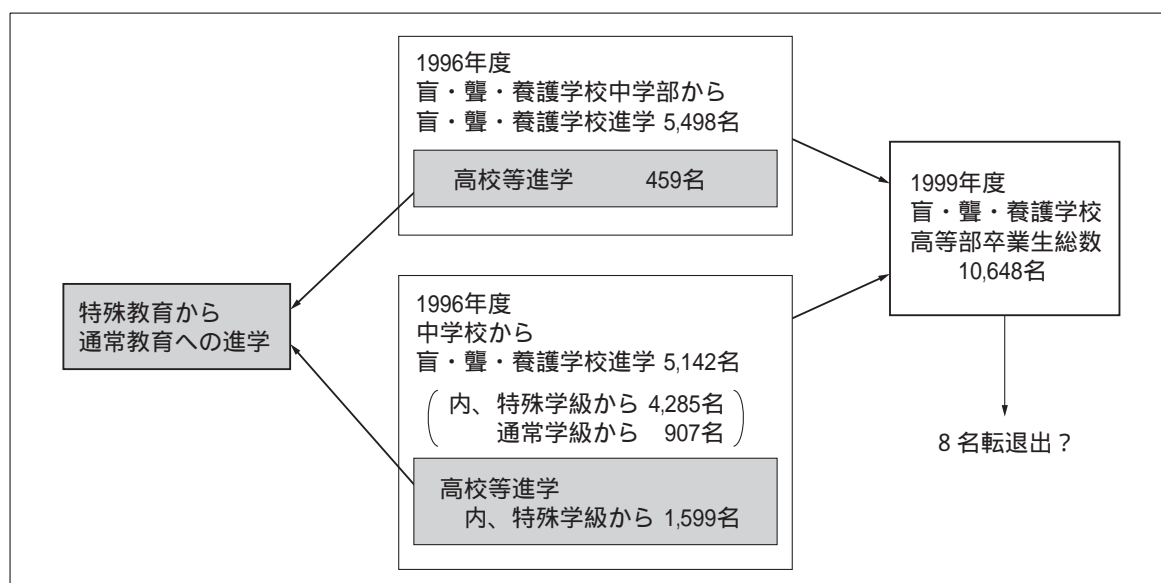 1996年度
盲・聾・養護学校中学部から
盲・聾・養護学校進学 5,498名
高校等進学 459名
1999年度
盲・聾・養護学校
高等部卒業生総数
10,648名
特殊教育から
通常教育への進学
1996年度
中学校から
盲・聾・養護学校進学 5,142名
(内、特殊学級から 4,285名
通常学級から 907名)
高校等進学
内、特殊学級から 1,599名
8 名転退出？